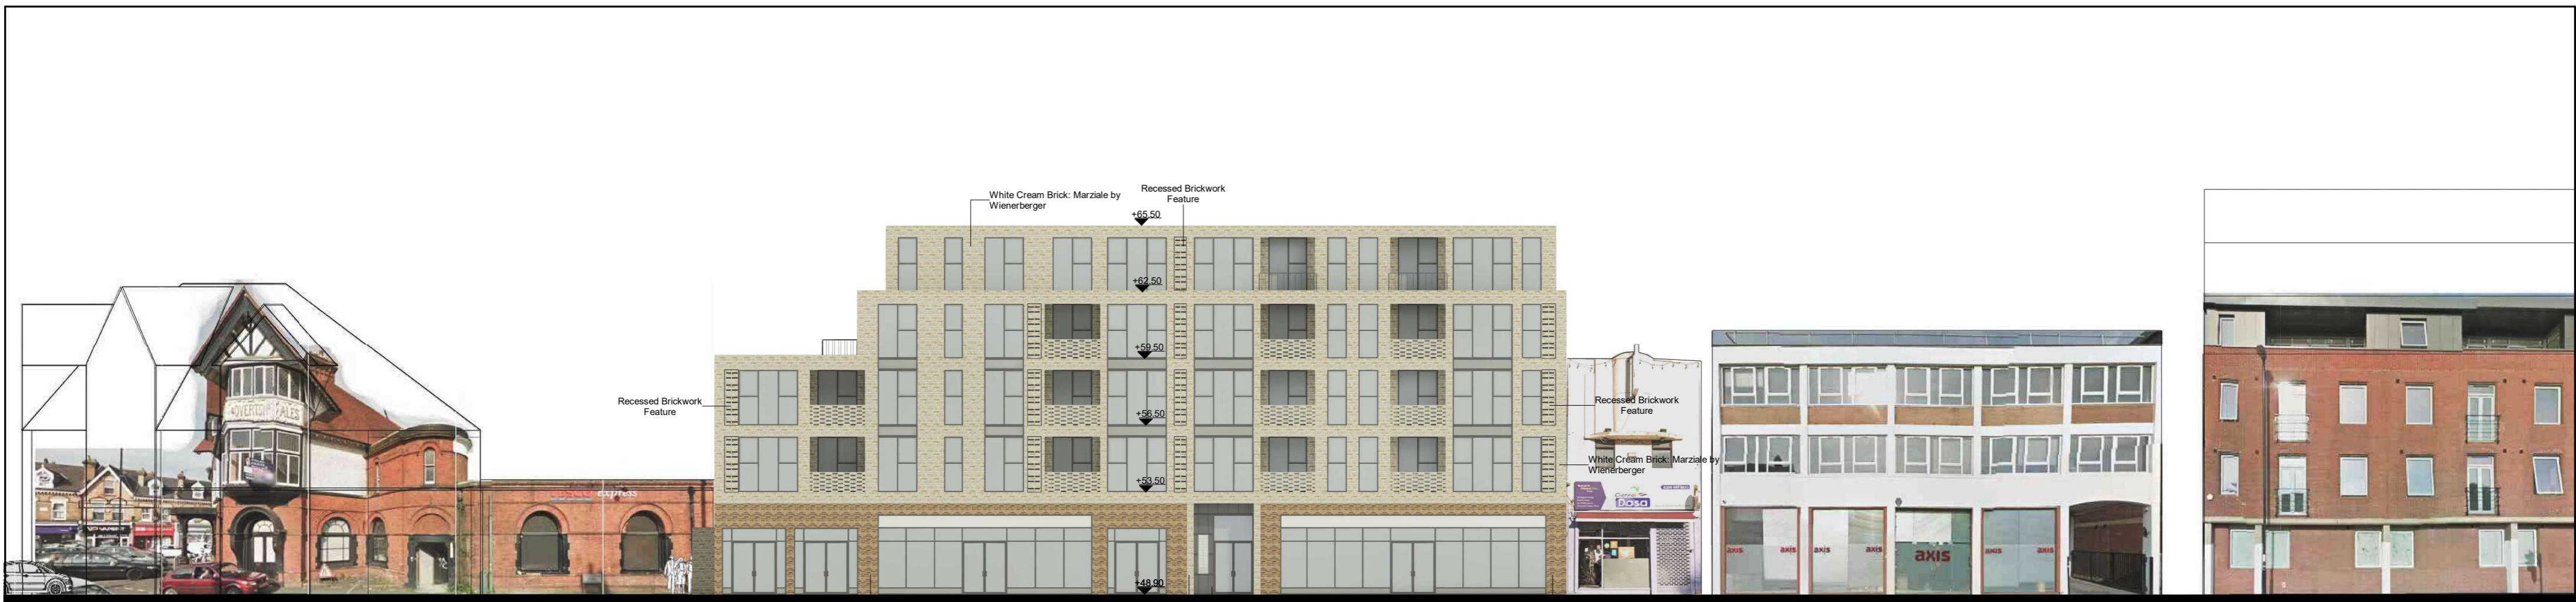 White Cream Brick: Marziale by
Wienerberger
Recessed Brickwork
Feature
+65.50
+62.50
+59.50
+56.50
+53.50
+48.90
Recessed Brickwork
Feature
Recessed Brickwork
Feature
White Cream Brick: Marziale by
Wienerberger
express
Dosa
axis
axis
axis
axis
axis
axis
axis